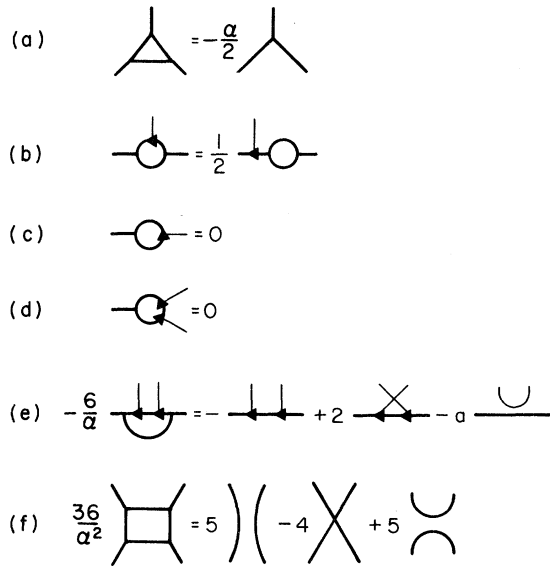 (a) = - α/2
(b) = 1/2
(c) = 0
(d) = 0
(e) - 6/α = - + 2 - a
(f) 36/α² = 5 - 4 + 5